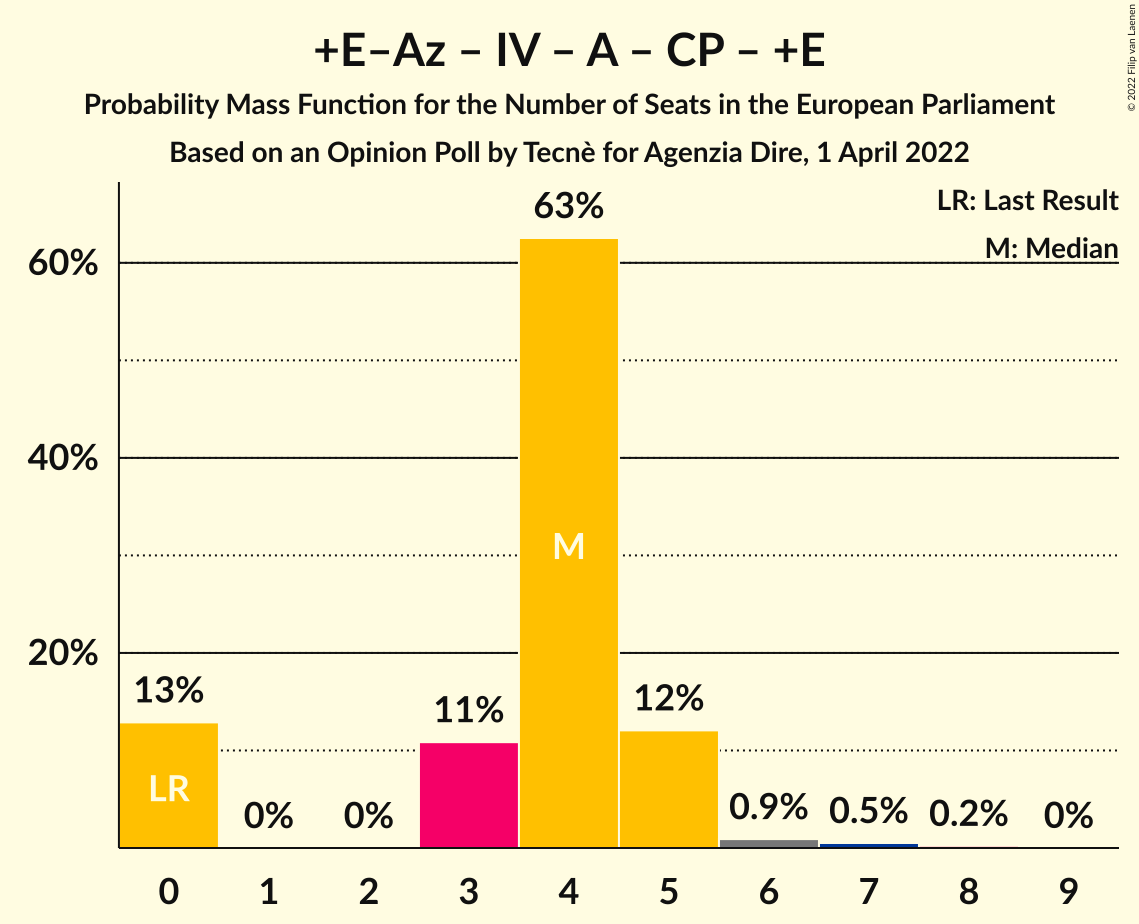 +E–Az – IV – A – CP – +E
Probability Mass Function for the Number of Seats in the European Parliament
Based on an Opinion Poll by Tecnè for Agenzia Dire, 1 April 2022
© 2022 Filip van Laenen
LR: Last Result
M: Median
60%
40%
20%
13%
0%
0%
11%
63%
12%
0.9%
0.5%
0.2%
0%
LR
M
0 1 2 3 4 5 6 7 8 9